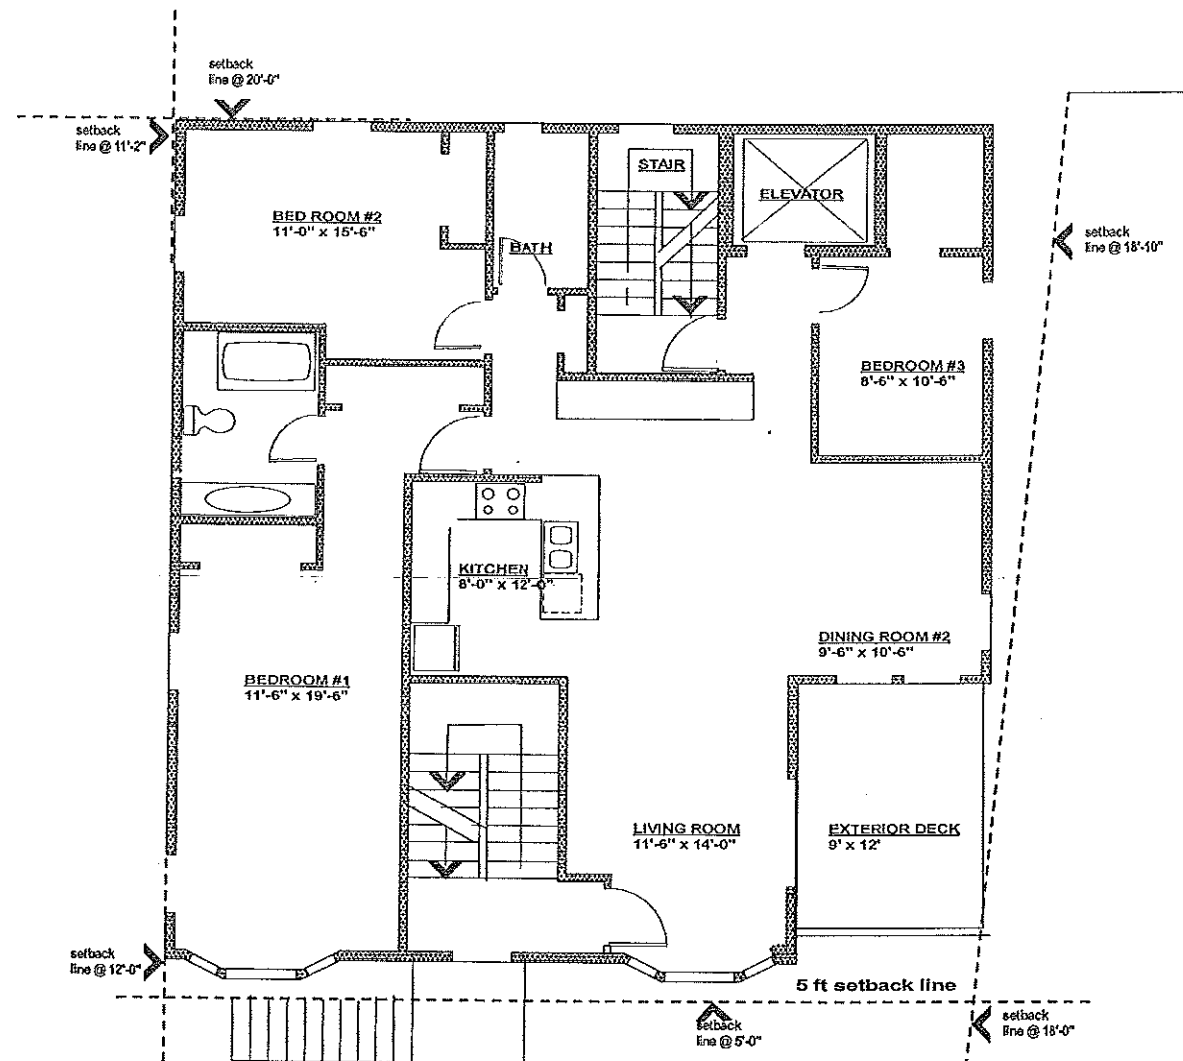 setback
line @ 20'-0"
setback
line @ 11'-2"
STAIR
ELEVATOR
BED ROOM #2
11'-0" x 15'-6"
BATH
setback
line @ 18'-10"
BEDROOM #3
8'-6" x 10'-6"
KITCHEN
8'-0" x 12'-0"
DINING ROOM #2
9'-6" x 10'-6"
BEDROOM #1
11'-6" x 19'-6"
LIVING ROOM
11'-6" x 14'-0"
EXTERIOR DECK
9' x 12'
setback
line @ 12'-0"
5 ft setback line
setback
line @ 5'-0"
setback
line @ 18'-0"